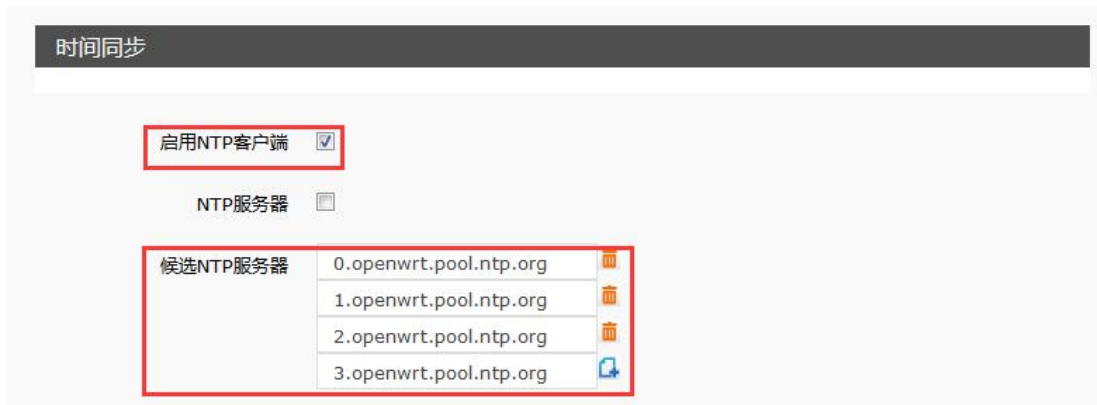 时间同步
启用NTP客户端
NTP服务器
候选NTP服务器 0.openwrt.pool.ntp.org
1.openwrt.pool.ntp.org
2.openwrt.pool.ntp.org
3.openwrt.pool.ntp.org